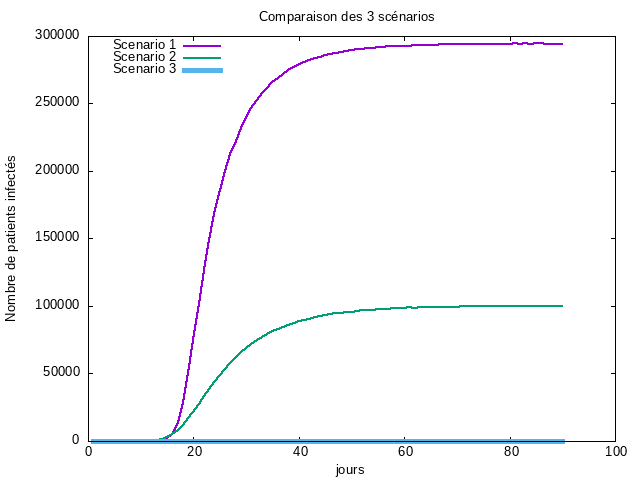 Comparaison des 3 scénarios
300000
250000
200000
150000
100000
50000
0
Nombre de patients infectés
Scenario 1
Scenario 2
Scenario 3
0 20 40 60 80 100
jours